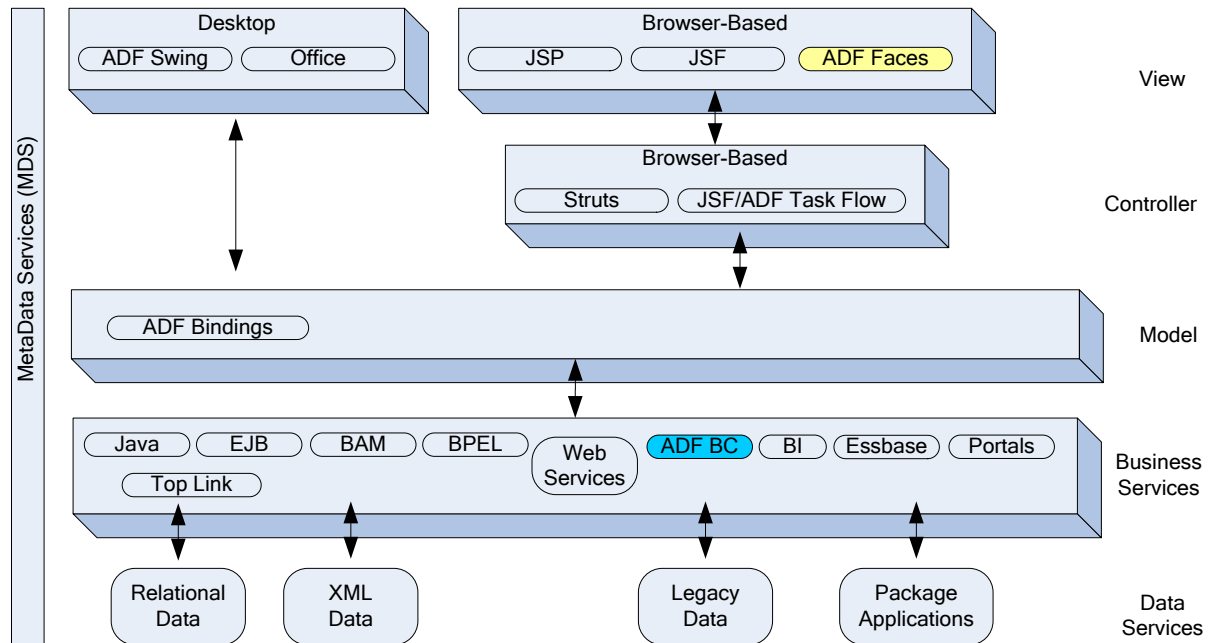 MetaData Services (MDS)
Desktop
ADF Swing
Office
Browser-Based
JSP
JSF
ADF Faces
View
Browser-Based
Struts
JSF/ADF Task Flow
Controller
ADF Bindings
Model
Java
EJB
BAM
BPEL
Web
Services
ADF BC
BI
Essbase
Portals
Top Link
Business
Services
Relational
Data
XML
Data
Legacy
Data
Package
Applications
Data
Services